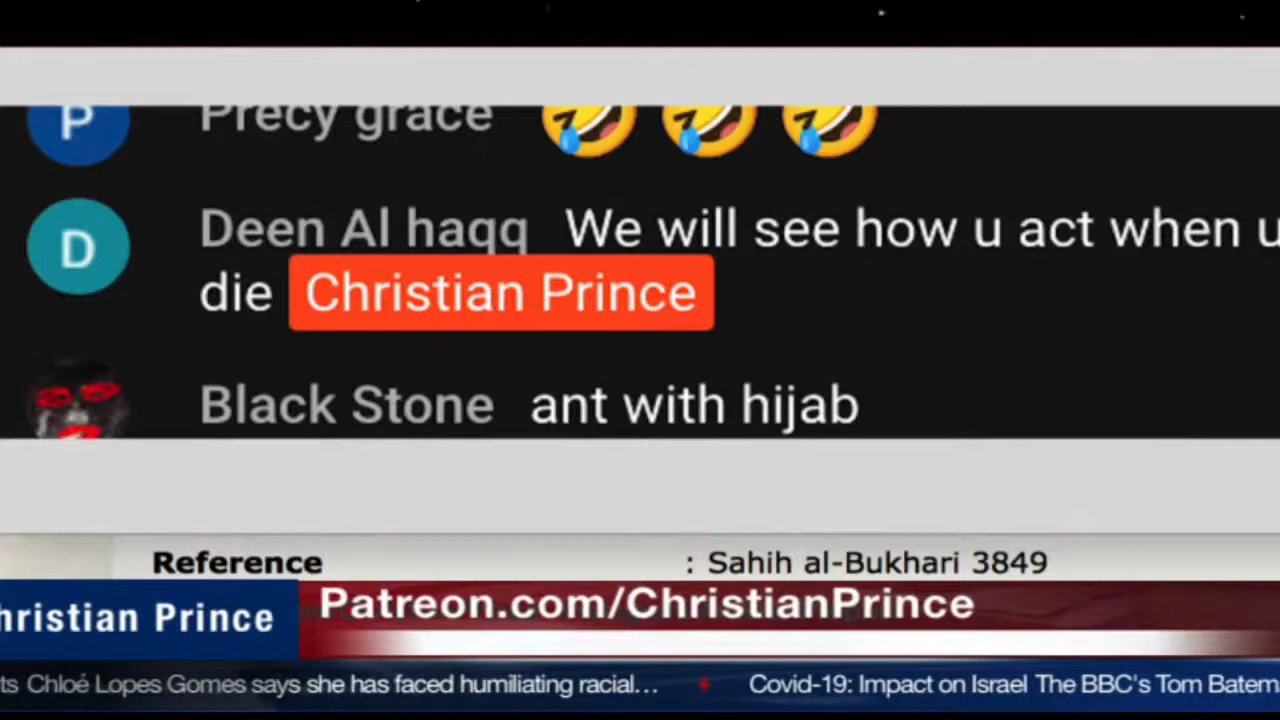 P
Precy grace 🤣 🤣 🤣
D
Deen Al haqq We will see how u act when u
die Christian Prince
Black Stone ant with hijab
Reference : Sahih al-Bukhari 3849
hristian Prince
Patreon.com/ChristianPrince
ts Chloé Lopes Gomes says she has faced humiliating racial... Covid-19: Impact on Israel The BBC's Tom Batem